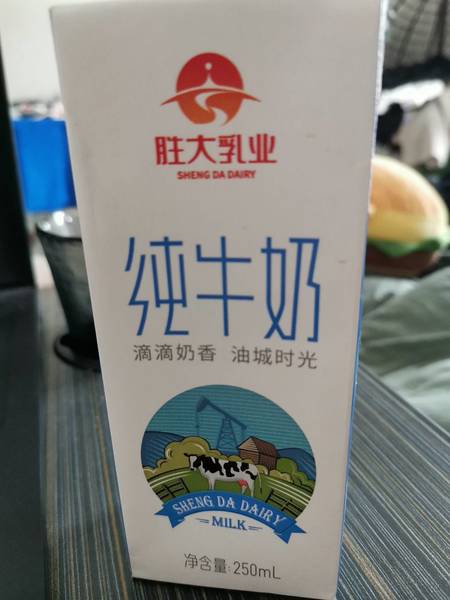 胜大乳业
SHENG DA DAIRY
纯牛奶
滴滴奶香 油城时光
SHENG DA DAIRY
MILK
净含量:250mL